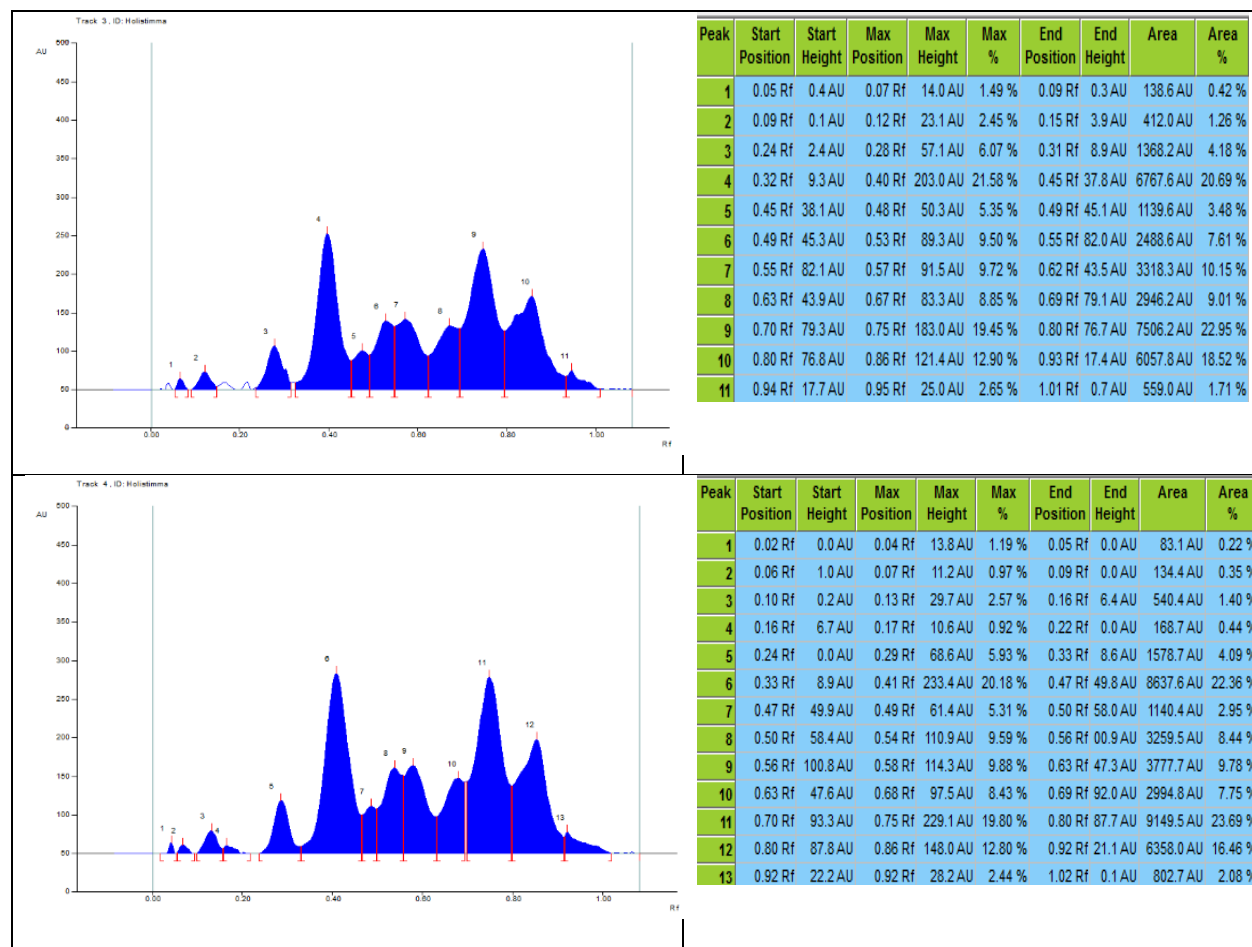 Track 3 , ID: Holistimma
AU
500
450
400
350
300
250
200
150
100
50
0
1
2
3
4
5
6
7
8
9
10
11
0.00 0.20 0.40 0.60 0.80 1.00
Rf
Peak Start Position Start Height Max Position Max Height Max % End Position End Height Area Area %
1 0.05 Rf 0.4 AU 0.07 Rf 14.0 AU 1.49 % 0.09 Rf 0.3 AU 138.6 AU 0.42 %
2 0.09 Rf 0.1 AU 0.12 Rf 23.1 AU 2.45 % 0.15 Rf 3.9 AU 412.0 AU 1.26 %
3 0.24 Rf 2.4 AU 0.28 Rf 57.1 AU 6.07 % 0.31 Rf 8.9 AU 1368.2 AU 4.18 %
4 0.32 Rf 9.3 AU 0.40 Rf 203.0 AU 21.58 % 0.45 Rf 37.8 AU 6767.6 AU 20.69 %
5 0.45 Rf 38.1 AU 0.48 Rf 50.3 AU 5.35 % 0.49 Rf 45.1 AU 1139.6 AU 3.48 %
6 0.49 Rf 45.3 AU 0.53 Rf 89.3 AU 9.50 % 0.55 Rf 82.0 AU 2488.6 AU 7.61 %
7 0.55 Rf 82.1 AU 0.57 Rf 91.5 AU 9.72 % 0.62 Rf 43.5 AU 3318.3 AU 10.15 %
8 0.63 Rf 43.9 AU 0.67 Rf 83.3 AU 8.85 % 0.69 Rf 79.1 AU 2946.2 AU 9.01 %
9 0.70 Rf 79.3 AU 0.75 Rf 183.0 AU 19.45 % 0.80 Rf 76.7 AU 7506.2 AU 22.95 %
10 0.80 Rf 76.8 AU 0.86 Rf 121.4 AU 12.90 % 0.93 Rf 17.4 AU 6057.8 AU 18.52 %
11 0.94 Rf 17.7 AU 0.95 Rf 25.0 AU 2.65 % 1.01 Rf 0.7 AU 559.0 AU 1.71 %
Track 4 , ID: Holistimma
AU
500
450
400
350
300
250
200
150
100
50
0
1
2
3
4
5
6
7
8
9
10
11
12
13
0.00 0.20 0.40 0.60 0.80 1.00
Rf
Peak Start Position Start Height Max Position Max Height Max % End Position End Height Area Area %
1 0.02 Rf 0.0 AU 0.04 Rf 13.8 AU 1.19 % 0.05 Rf 0.0 AU 83.1 AU 0.22 %
2 0.06 Rf 1.0 AU 0.07 Rf 11.2 AU 0.97 % 0.09 Rf 0.0 AU 134.4 AU 0.35 %
3 0.10 Rf 0.2 AU 0.13 Rf 29.7 AU 2.57 % 0.16 Rf 6.4 AU 540.4 AU 1.40 %
4 0.16 Rf 6.7 AU 0.17 Rf 10.6 AU 0.92 % 0.22 Rf 0.0 AU 168.7 AU 0.44 %
5 0.24 Rf 0.0 AU 0.29 Rf 68.6 AU 5.93 % 0.33 Rf 8.6 AU 1578.7 AU 4.09 %
6 0.33 Rf 8.9 AU 0.41 Rf 233.4 AU 20.18 % 0.47 Rf 49.8 AU 8637.6 AU 22.36 %
7 0.47 Rf 49.9 AU 0.49 Rf 61.4 AU 5.31 % 0.50 Rf 58.0 AU 1140.4 AU 2.95 %
8 0.50 Rf 58.4 AU 0.54 Rf 110.9 AU 9.59 % 0.56 Rf 00.9 AU 3259.5 AU 8.44 %
9 0.56 Rf 100.8 AU 0.58 Rf 114.3 AU 9.88 % 0.63 Rf 47.3 AU 3777.7 AU 9.78 %
10 0.63 Rf 47.6 AU 0.68 Rf 97.5 AU 8.43 % 0.69 Rf 92.0 AU 2994.8 AU 7.75 %
11 0.70 Rf 93.3 AU 0.75 Rf 229.1 AU 19.80 % 0.80 Rf 87.7 AU 9149.5 AU 23.69 %
12 0.80 Rf 87.8 AU 0.86 Rf 148.0 AU 12.80 % 0.92 Rf 21.1 AU 6358.0 AU 16.46 %
13 0.92 Rf 22.2 AU 0.92 Rf 28.2 AU 2.44 % 1.02 Rf 0.1 AU 802.7 AU 2.08 %